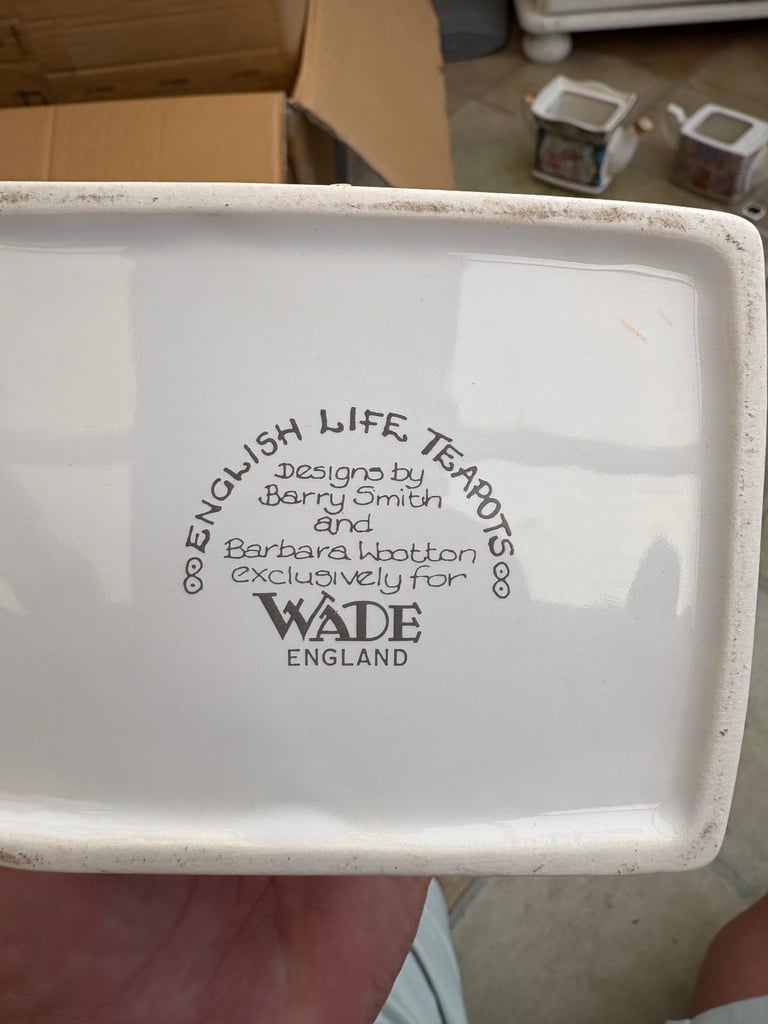 ENGLISH LIFE TEAPOTS
Designs by
Barry Smith
and
Barbara Wootton
exclusively for
WADE
ENGLAND